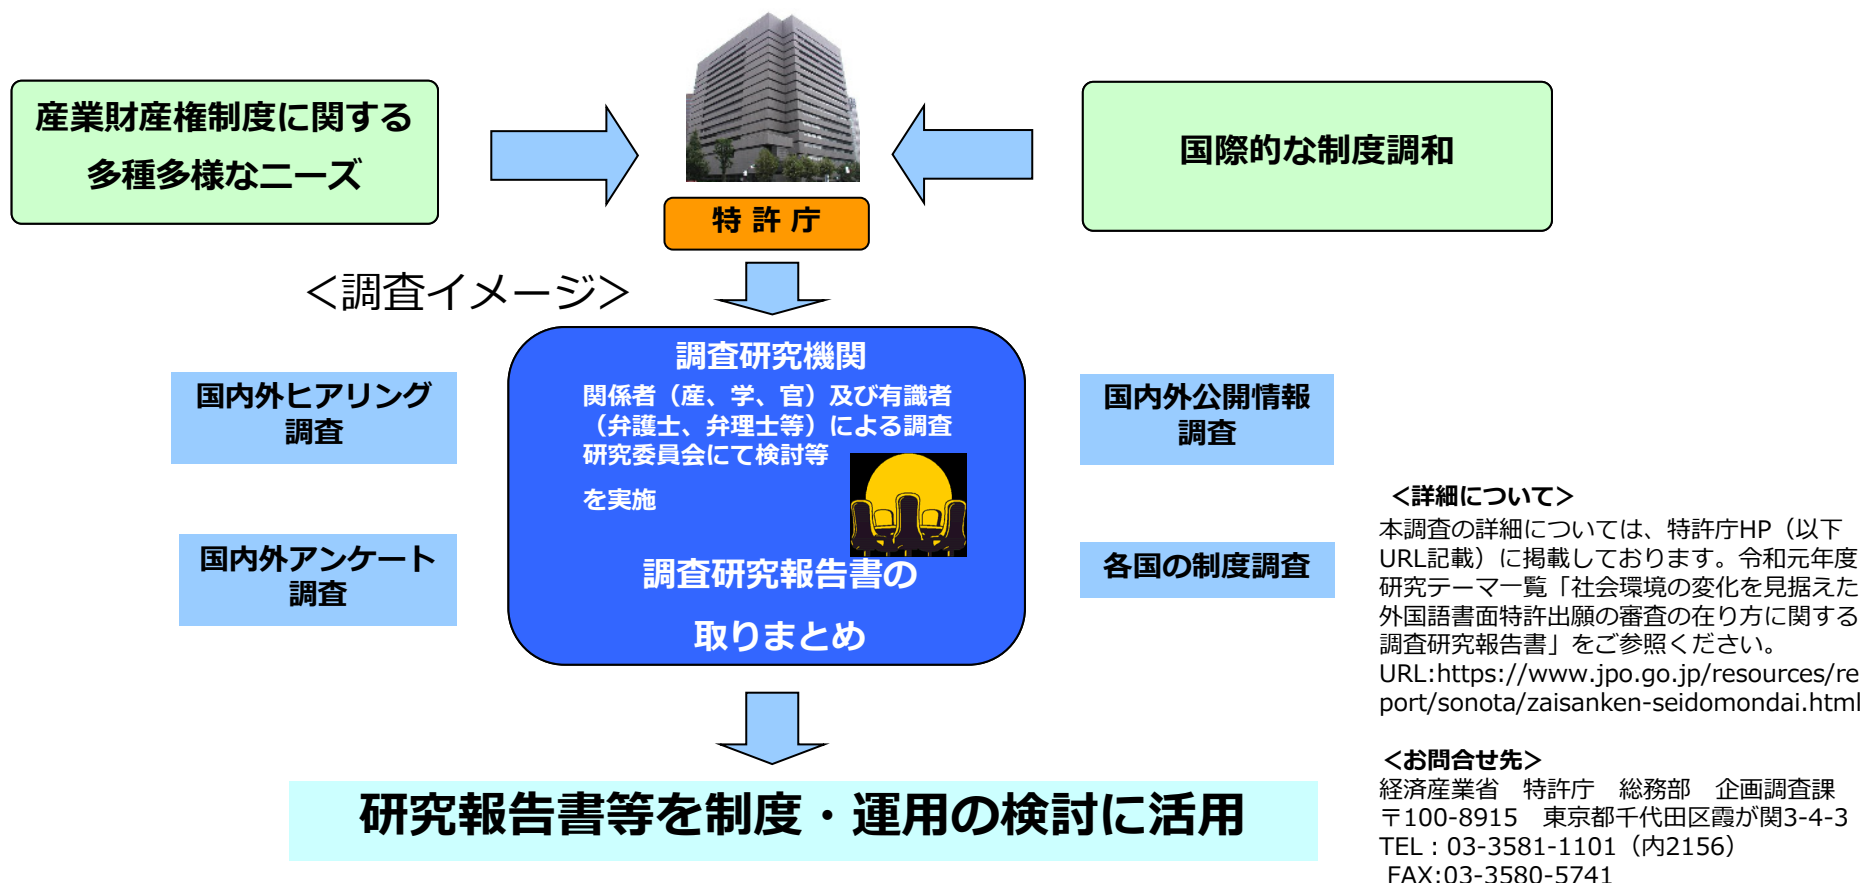 産業財産権制度に関する
多種多様なニーズ
国際的な制度調和
特許庁
＜調査イメージ＞
調査研究機関
関係者（産、学、官）及び有識者
（弁護士、弁理士等）による調査
研究委員会にて検討等
を実施
調査研究報告書の
取りまとめ
国内外ヒアリング
調査
国内外アンケート
調査
国内外公開情報
調査
各国の制度調査
研究報告書等を制度・運用の検討に活用
＜詳細について＞
本調査の詳細については、特許庁HP（以下
URL記載）に掲載しております。令和元年度
研究テーマ一覧「社会環境の変化を見据えた
外国語書面特許出願の審査の在り方に関する
調査研究報告書」をご参照ください。
URL:https://www.jpo.go.jp/resources/re
port/sonota/zaisanken-seidomondai.html
＜お問合せ先＞
経済産業省　特許庁　総務部　企画調査課
〒100-8915　東京都千代田区霞が関3-4-3
TEL：03-3581-1101（内2156）
FAX:03-3580-5741